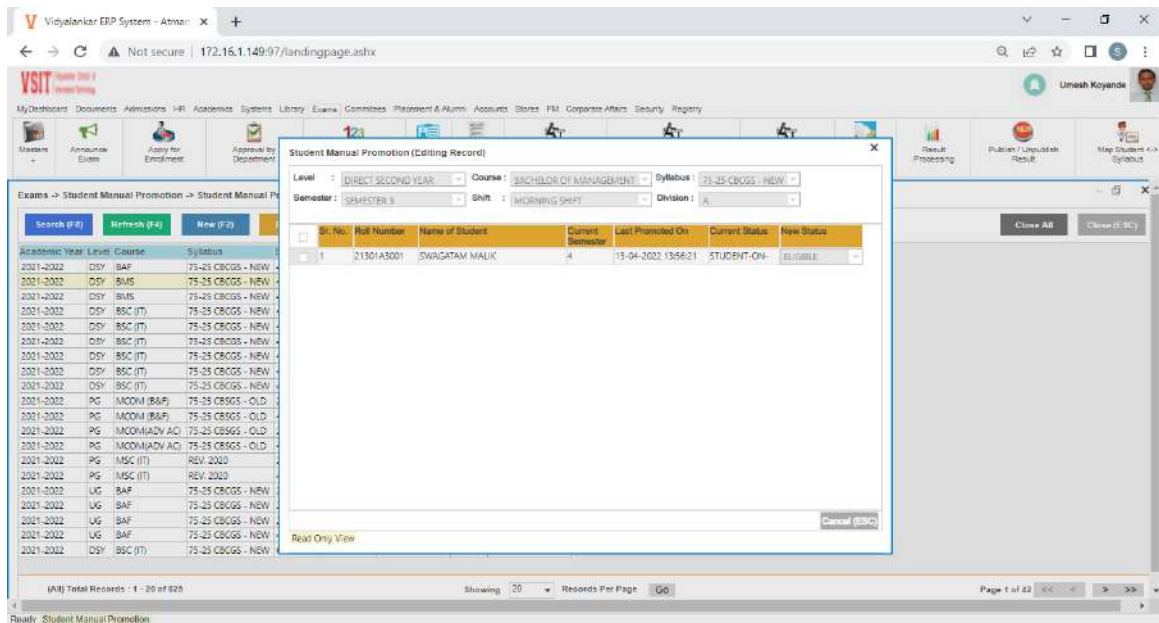 Vidyalankar ERP System - Atmar
Not secure | 172.16.1.149:97/landingpage.ashx
VSIT
Umesh Koyande
MyDashboard Documents Admissions HR Academics Systems Library Exams Commitees Placement & Alumni Accounts Stores FM Corporate Affairs Security Registry
Masters
Announce Exam
Apply for Enrollment
Approval by Department
123
Result Processing
Publish / Unpublish Result
Map Student <-> Syllabus
Exams -> Student Manual Promotion -> Student Manual Pr
Search (F8) Refresh (F4) New (F2) Close All Close (ESC)
Academic Year Level Course Syllabus
2021-2022 DSY BAF 75-25 CBCGS - NEW
2021-2022 DSY BMS 75-25 CBCGS - NEW
2021-2022 DSY BMS 75-25 CBCGS - NEW
2021-2022 DSY BSC (IT) 75-25 CBCGS - NEW
2021-2022 DSY BSC (IT) 75-25 CBCGS - NEW
2021-2022 DSY BSC (IT) 75-25 CBCGS - NEW
2021-2022 DSY BSC (IT) 75-25 CBCGS - NEW
2021-2022 DSY BSC (IT) 75-25 CBCGS - NEW
2021-2022 DSY BSC (IT) 75-25 CBCGS - NEW
2021-2022 PG MCOM (B&F) 75-25 CBSGS - OLD
2021-2022 PG MCOM (B&F) 75-25 CBSGS - OLD
2021-2022 PG MCOM(ADV AC) 75-25 CBSGS - OLD
2021-2022 PG MCOM(ADV AC) 75-25 CBSGS - OLD
2021-2022 PG MSC (IT) REV. 2020
2021-2022 PG MSC (IT) REV. 2020
2021-2022 UG BAF 75-25 CBCGS - NEW
2021-2022 UG BAF 75-25 CBCGS - NEW
2021-2022 UG BAF 75-25 CBCGS - NEW
2021-2022 UG BAF 75-25 CBCGS - NEW
2021-2022 DSY BSC (IT) 75-25 CBCGS - NEW
Student Manual Promotion (Editing Record)
Level : DIRECT SECOND YEAR Course : BACHELOR OF MANAGEMENT Syllabus : 75-25 CBCGS - NEW
Semester : SEMESTER 3 Shift : MORNING SHIFT Division : A
Sr. No. Roll Number Name of Student Current Semester Last Promoted On Current Status New Status
1 21301A3001 SWAGATAM MALIK 4 13-04-2022 13:56:21 STUDENT-ON- ELIGIBLE
Cancel (ESC)
Read Only View
(All) Total Records : 1 - 20 of 825 Showing 20 Records Per Page Go Page 1 of 42 << < > >>
Ready Student Manual Promotion